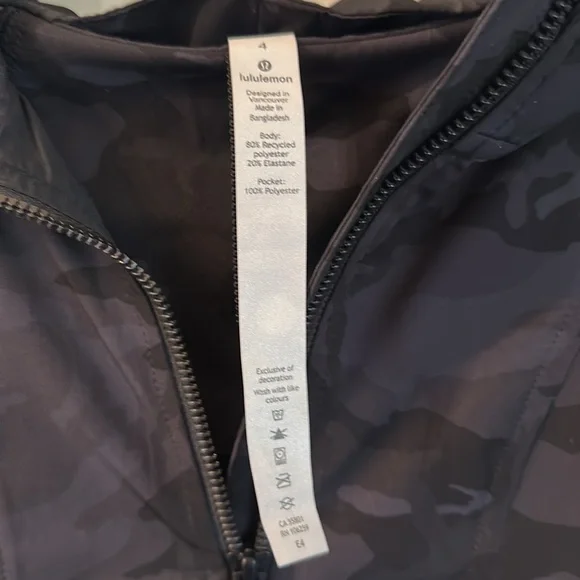 4
lululemon
Designed in
Vancouver
Made in
Bangladesh
Body:
80% Recycled
polyester
20% Elastane
Pocket:
100% Polyester
Exclusive of
decoration
Wash with like
colours
CA 35801
RN 106259
E4